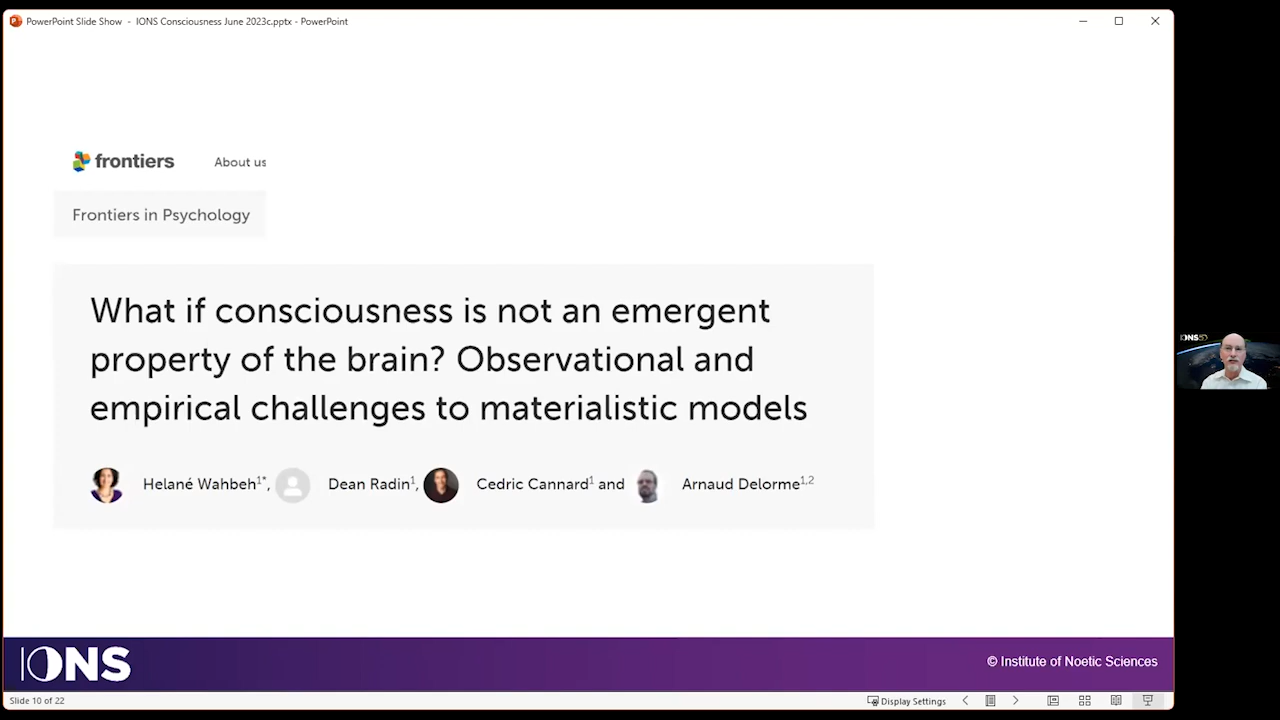 PowerPoint Slide Show - IONS Consciousness June 2023c.pptx - PowerPoint
frontiers About us
Frontiers in Psychology
What if consciousness is not an emergent
property of the brain? Observational and
empirical challenges to materialistic models
Helané Wahbeh1*, Dean Radin1, Cedric Cannard1 and Arnaud Delorme1,2
IONS
IONS
© Institute of Noetic Sciences
Slide 10 of 22 Display Settings